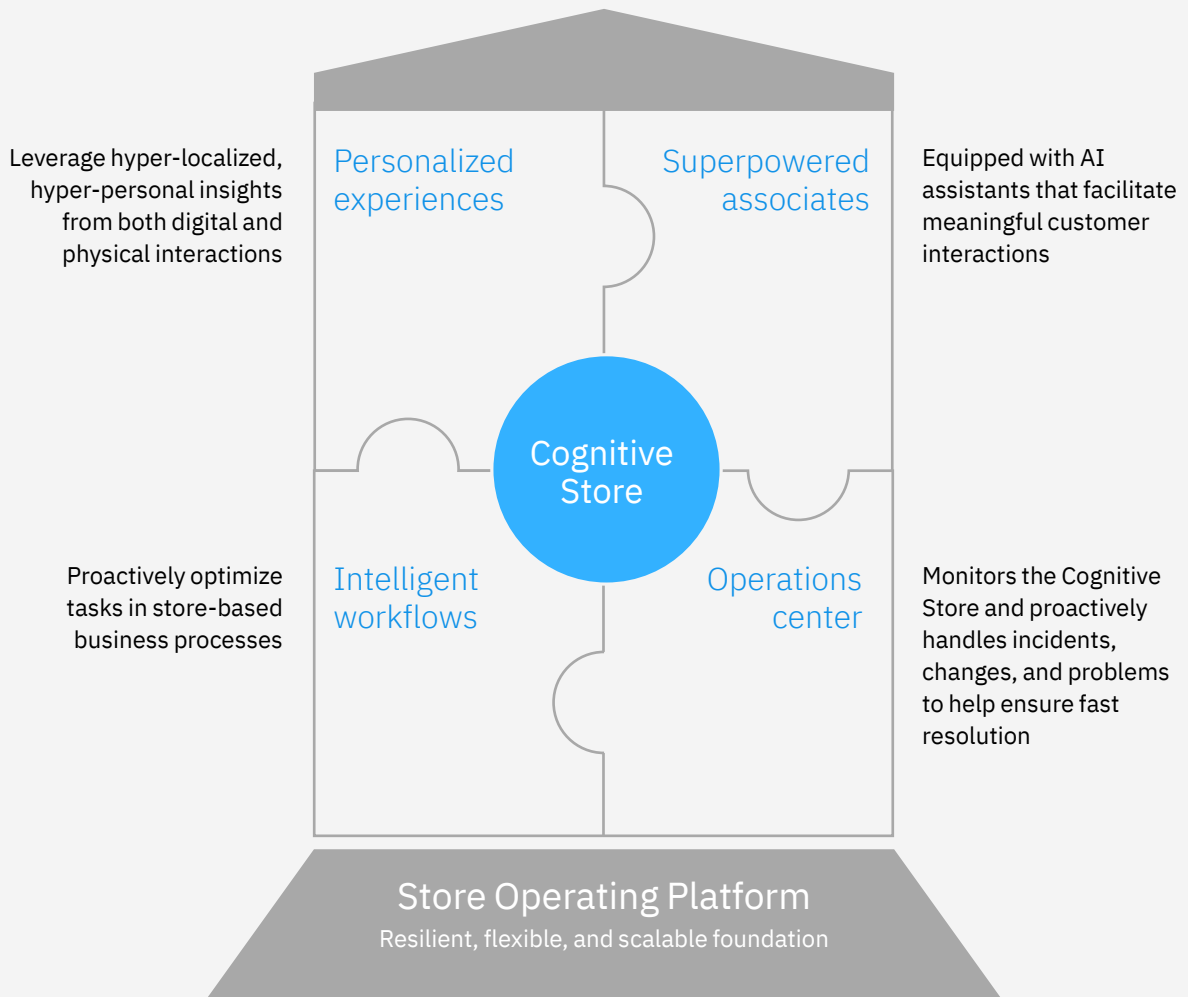 Leverage hyper-localized,
hyper-personal insights
from both digital and
physical interactions
Personalized
experiences
Superpowered
associates
Equipped with AI
assistants that facilitate
meaningful customer
interactions
Cognitive
Store
Proactively optimize
tasks in store-based
business processes
Intelligent
workflows
Operations
center
Monitors the Cognitive
Store and proactively
handles incidents,
changes, and problems
to help ensure fast
resolution
Store Operating Platform
Resilient, flexible, and scalable foundation